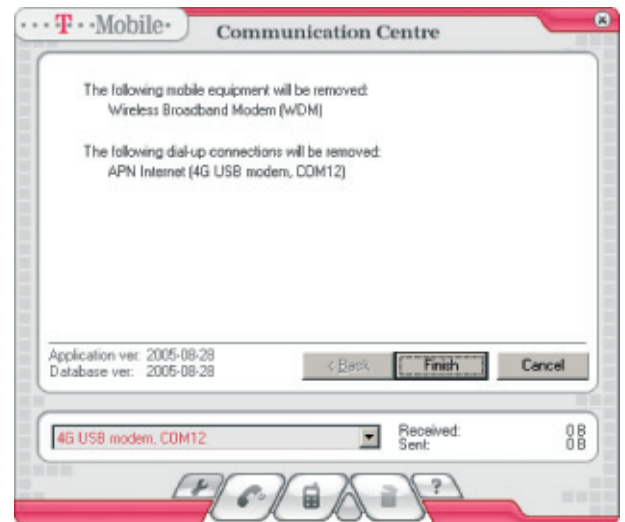 · · · T · · Mobile ·
Communication Centre
The following mobile equipment will be removed:
Wireless Broadband Modem (WDM)
The following dial-up connections will be removed:
APN Internet (4G USB modem, COM12)
Application ver: 2005-08-28
Database ver: 2005-08-28
< Back
Finish
Cancel
4G USB modem, COM12
Received: 0 B
Sent: 0 B
?